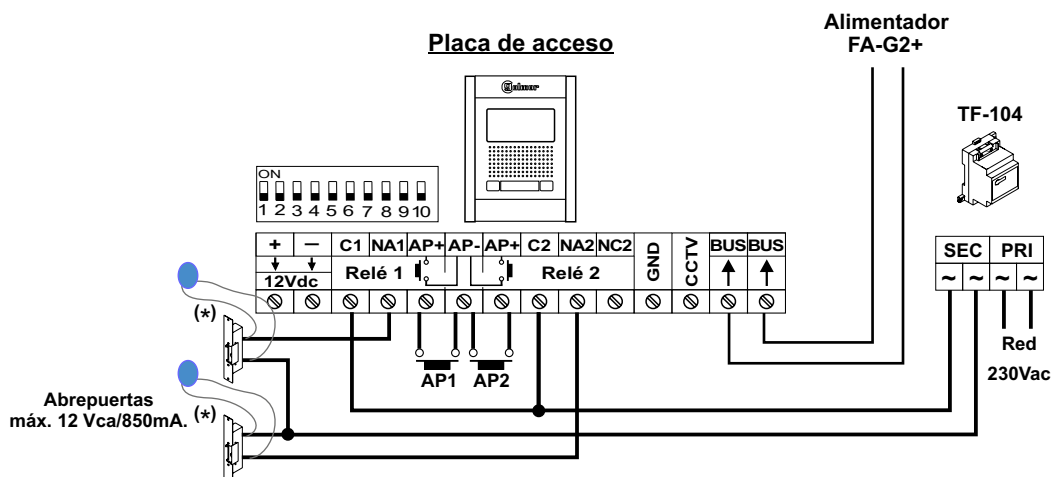 Alimentador
FA-G2+
Placa de acceso
Golmar
TF-104
ON
1 2 3 4 5 6 7 8 9 10
+ — C1 NA1 AP+ AP- AP+ C2 NA2 NC2 GND CCTV BUS BUS
12Vdc Relé 1 Relé 2
SEC PRI
~ ~ ~ ~
(*)
AP1 AP2
Red
230Vac
Abrepuertas
máx. 12 Vca/850mA. (*)